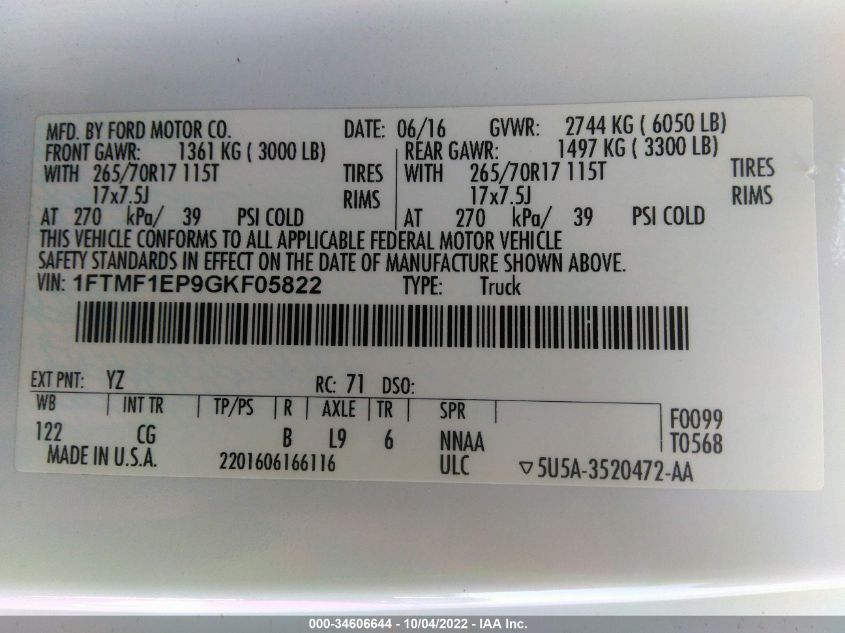 MFD. BY FORD MOTOR CO. DATE: 06/16 GVWR: 2744 KG ( 6050 LB)
FRONT GAWR: 1361 KG ( 3000 LB) REAR GAWR: 1497 KG ( 3300 LB)
WITH 265/70R17 115T TIRES WITH 265/70R17 115T TIRES
17x7.5J RIMS 17x7.5J RIMS
AT 270 kPa/ 39 PSI COLD AT 270 kPa/ 39 PSI COLD
THIS VEHICLE CONFORMS TO ALL APPLICABLE FEDERAL MOTOR VEHICLE
SAFETY STANDARDS IN EFFECT ON THE DATE OF MANUFACTURE SHOWN ABOVE.
VIN: 1FTMF1EP9GKF05822 TYPE: Truck
EXT PNT: YZ RC: 71 DSO:
WB INT TR TP/PS R AXLE TR SPR F0099
122 CG B L9 6 NNAA T0568
MADE IN U.S.A. 2201606166116 ULC ▽5U5A-3520472-AA
000-34606644 - 10/04/2022 - IAA Inc.